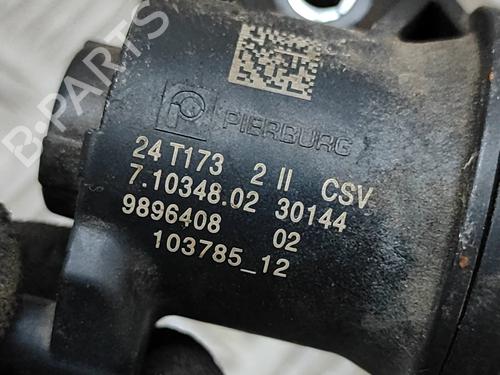 PIERBURG
24 T173 2 II CSV
7.10348.02 30144
9896408 02
103785_12
B-PARTS